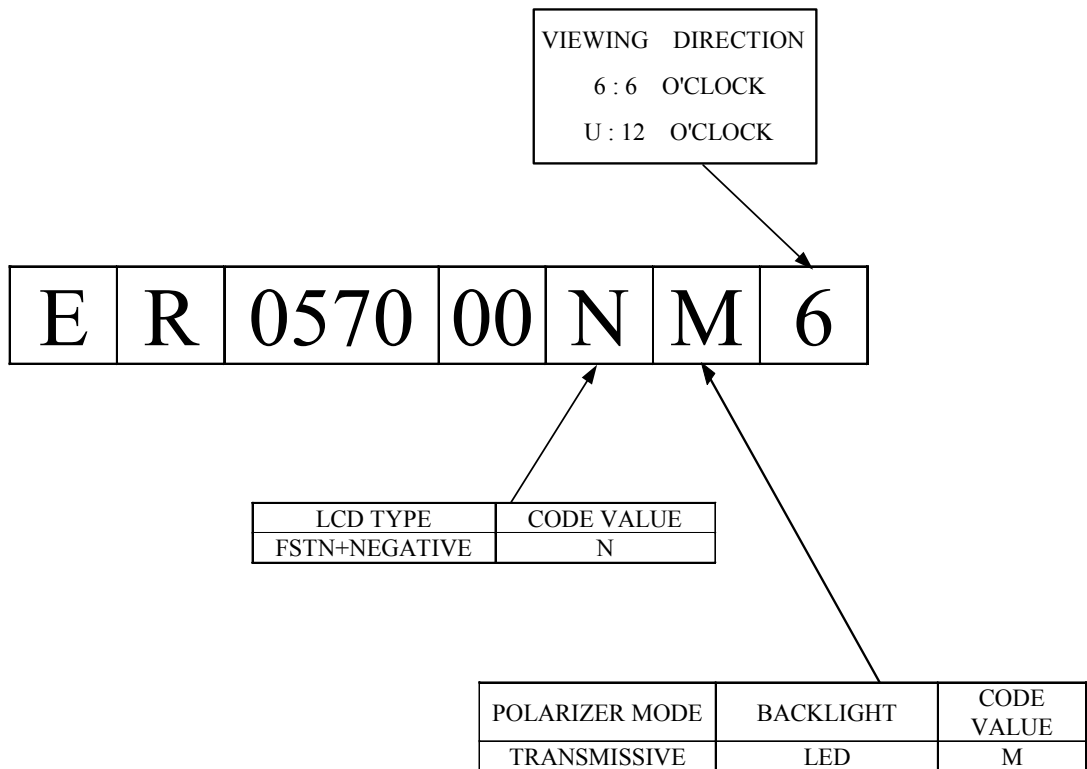 VIEWING DIRECTION
6 : 6 O'CLOCK
U : 12 O'CLOCK
E R 0570 00 N M 6
LCD TYPE CODE VALUE
FSTN+NEGATIVE N
POLARIZER MODE BACKLIGHT CODE VALUE
TRANSMISSIVE LED M